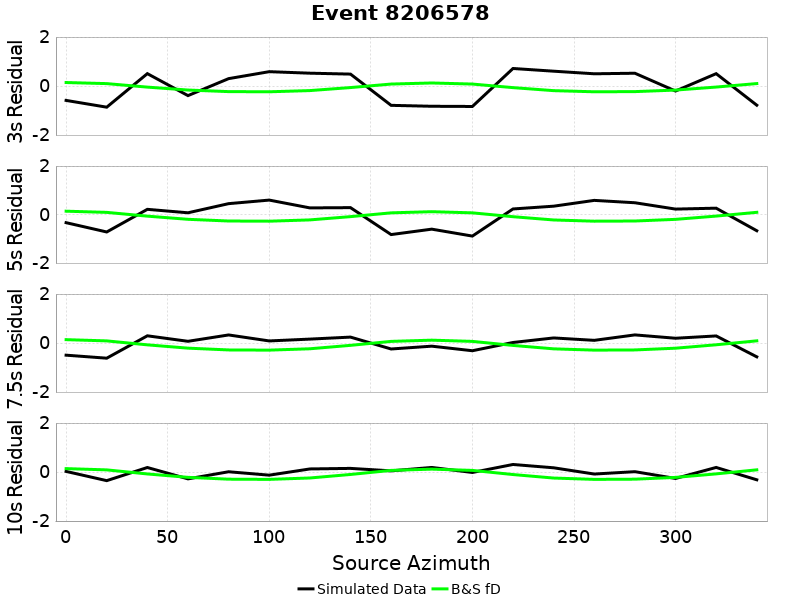 Event 8206578
3s Residual
2
0
-2
5s Residual
2
0
-2
7.5s Residual
2
0
-2
10s Residual
2
0
-2
0 50 100 150 200 250 300
Source Azimuth
Simulated Data B&S fD